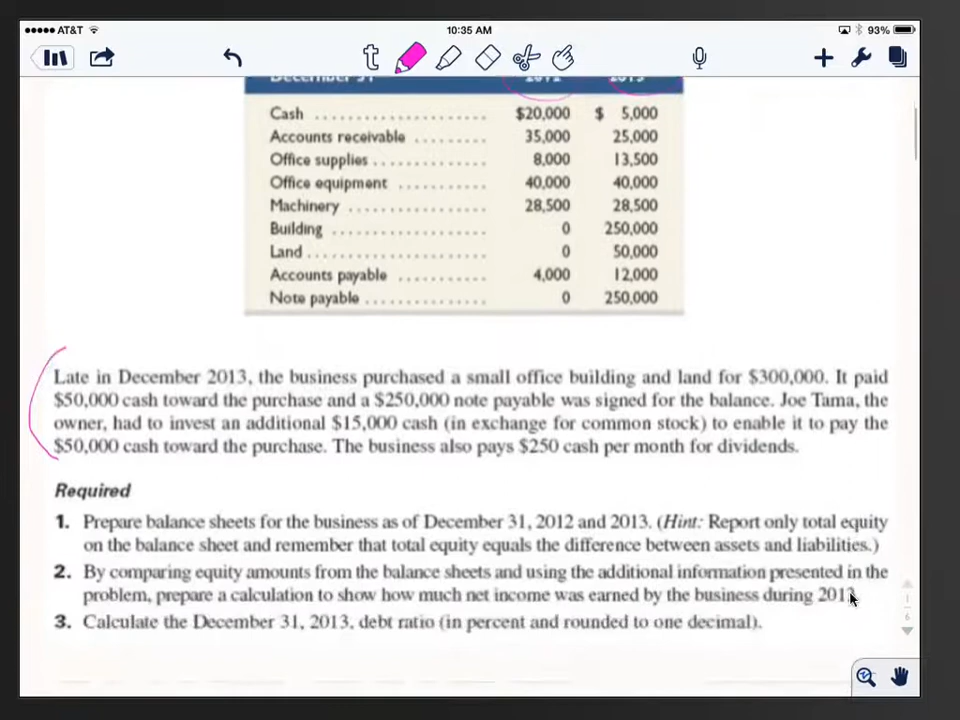 AT&T 10:35 AM 93%
t
December 31 2012 2013
Cash .................... $20,000 $ 5,000
Accounts receivable ......... 35,000 25,000
Office supplies .............. 8,000 13,500
Office equipment ........... 40,000 40,000
Machinery ................. 28,500 28,500
Building .................. 0 250,000
Land ..................... 0 50,000
Accounts payable ........... 4,000 12,000
Note payable ............... 0 250,000
Late in December 2013, the business purchased a small office building and land for $300,000. It paid
$50,000 cash toward the purchase and a $250,000 note payable was signed for the balance. Joe Tama, the
owner, had to invest an additional $15,000 cash (in exchange for common stock) to enable it to pay the
$50,000 cash toward the purchase. The business also pays $250 cash per month for dividends.
Required
1. Prepare balance sheets for the business as of December 31, 2012 and 2013. (Hint: Report only total equity
on the balance sheet and remember that total equity equals the difference between assets and liabilities.)
2. By comparing equity amounts from the balance sheets and using the additional information presented in the
problem, prepare a calculation to show how much net income was earned by the business during 2013.
3. Calculate the December 31, 2013, debt ratio (in percent and rounded to one decimal).
1
6